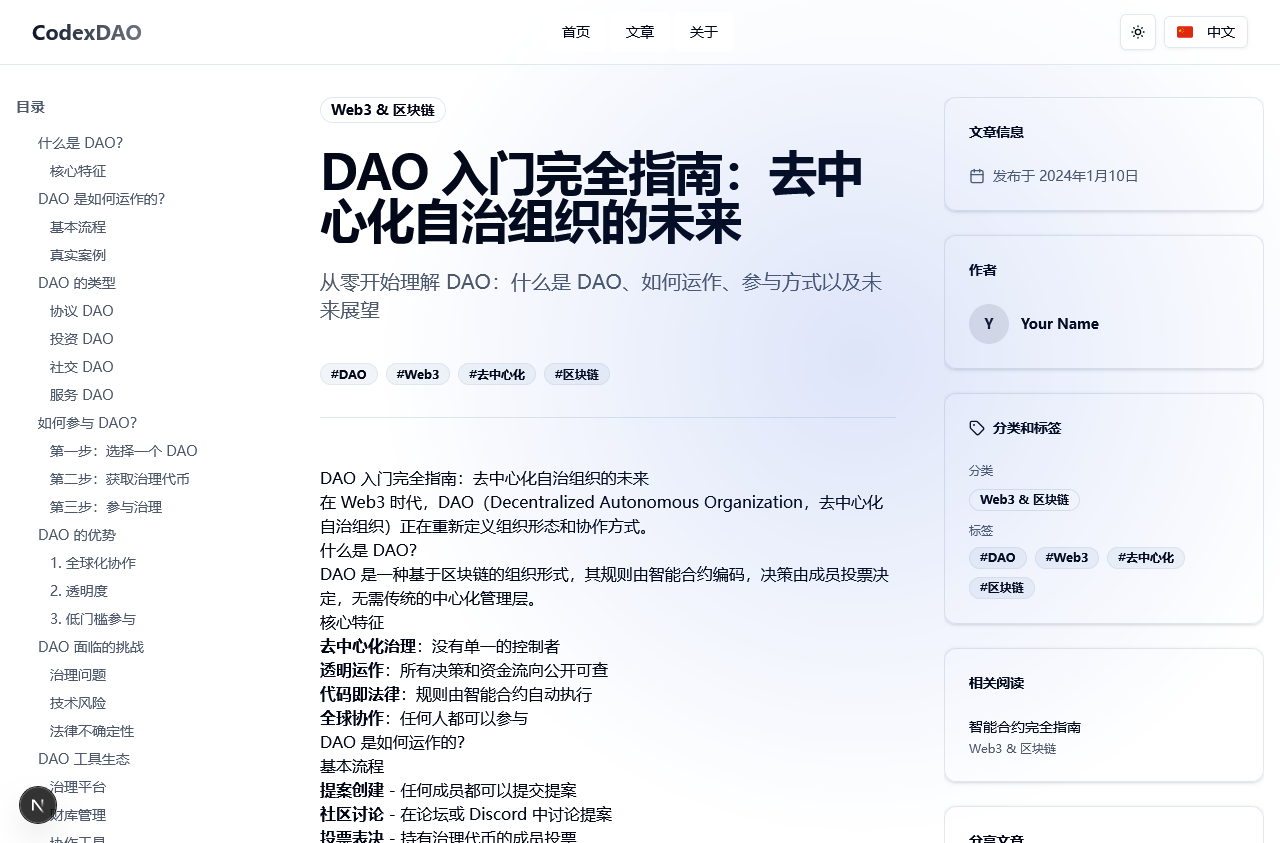 CodexDAO
首页
文章
关于
中文
目录
什么是 DAO？
核心特征
DAO 是如何运作的？
基本流程
真实案例
DAO 的类型
协议 DAO
投资 DAO
社交 DAO
服务 DAO
如何参与 DAO？
第一步：选择一个 DAO
第二步：获取治理代币
第三步：参与治理
DAO 的优势
1. 全球化协作
2. 透明度
3. 低门槛参与
DAO 面临的挑战
治理问题
技术风险
法律不确定性
DAO 工具生态
治理平台
财库管理
协作工具
N
Web3 & 区块链
DAO 入门完全指南：去中
心化自治组织的未来
从零开始理解 DAO：什么是 DAO、如何运作、参与方式以及未
来展望
#DAO
#Web3
#去中心化
#区块链
DAO 入门完全指南：去中心化自治组织的未来
在 Web3 时代，DAO（Decentralized Autonomous Organization，去中心化
自治组织）正在重新定义组织形态和协作方式。
什么是 DAO？
DAO 是一种基于区块链的组织形式，其规则由智能合约编码，决策由成员投票决
定，无需传统的中心化管理层。
核心特征
去中心化治理：没有单一的控制者
透明运作：所有决策和资金流向公开可查
代码即法律：规则由智能合约自动执行
全球协作：任何人都可以参与
DAO 是如何运作的？
基本流程
提案创建 - 任何成员都可以提交提案
社区讨论 - 在论坛或 Discord 中讨论提案
投票表决 - 持有治理代币的成员投票
文章信息
发布于 2024年1月10日
作者
Y
Your Name
分类和标签
分类
Web3 & 区块链
标签
#DAO
#Web3
#去中心化
#区块链
相关阅读
智能合约完全指南
Web3 & 区块链
分享文章